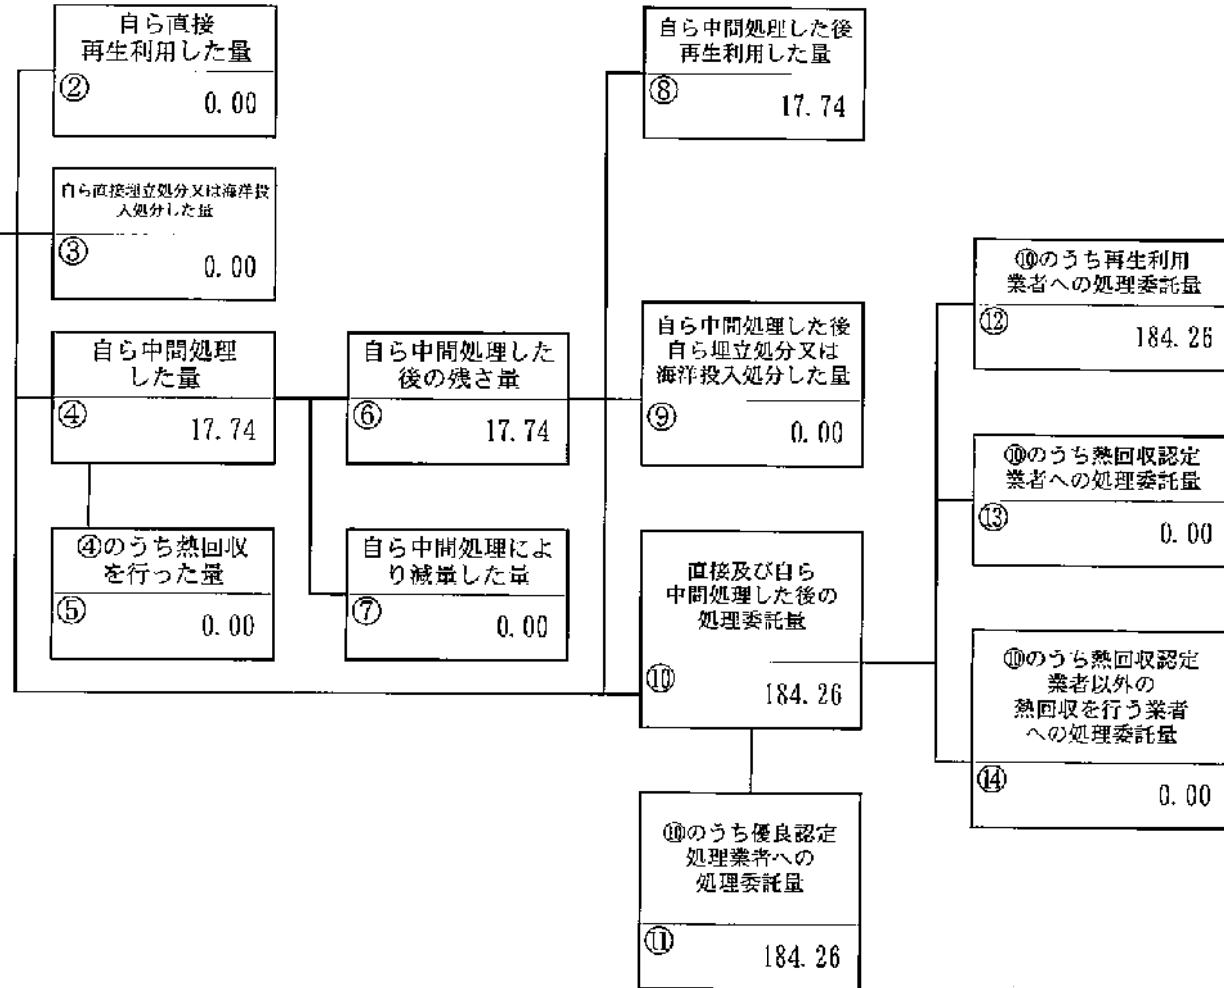 自ら直接
再生利用した量
②
0.00
自ら直接埋立処分又は海洋投
入処分した量
③
0.00
自ら中間処理
した量
④
17.74
④のうち熱回収
を行った量
⑤
0.00
自ら中間処理した
後の残さ量
⑥
17.74
自ら中間処理によ
り減量した量
⑦
0.00
自ら中間処理した後
再生利用した量
⑧
17.74
自ら中間処理した後
自ら埋立処分又は
海洋投入処分した量
⑨
0.00
直接及び自ら
中間処理した後の
処理委託量
⑩
184.26
⑩のうち優良認定
処理業者への
処理委託量
⑪
184.26
⑩のうち再生利用
業者への処理委託量
⑫
184.26
⑩のうち熱回収認定
業者への処理委託量
⑬
0.00
⑩のうち熱回収認定
業者以外の
熱回収を行う業者
への処理委託量
⑭
0.00